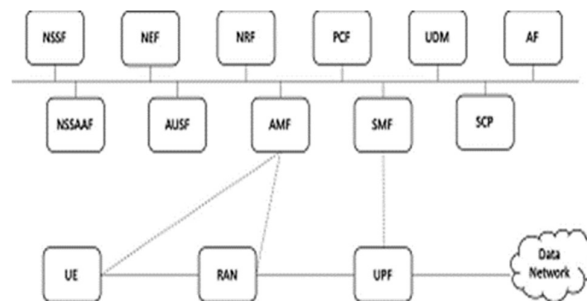 NSSF
NEF
NRF
PCF
UDM
AF
NSSAAF
AUSF
AMF
SMF
SCP
UE
RAN
UPF
Data
Network